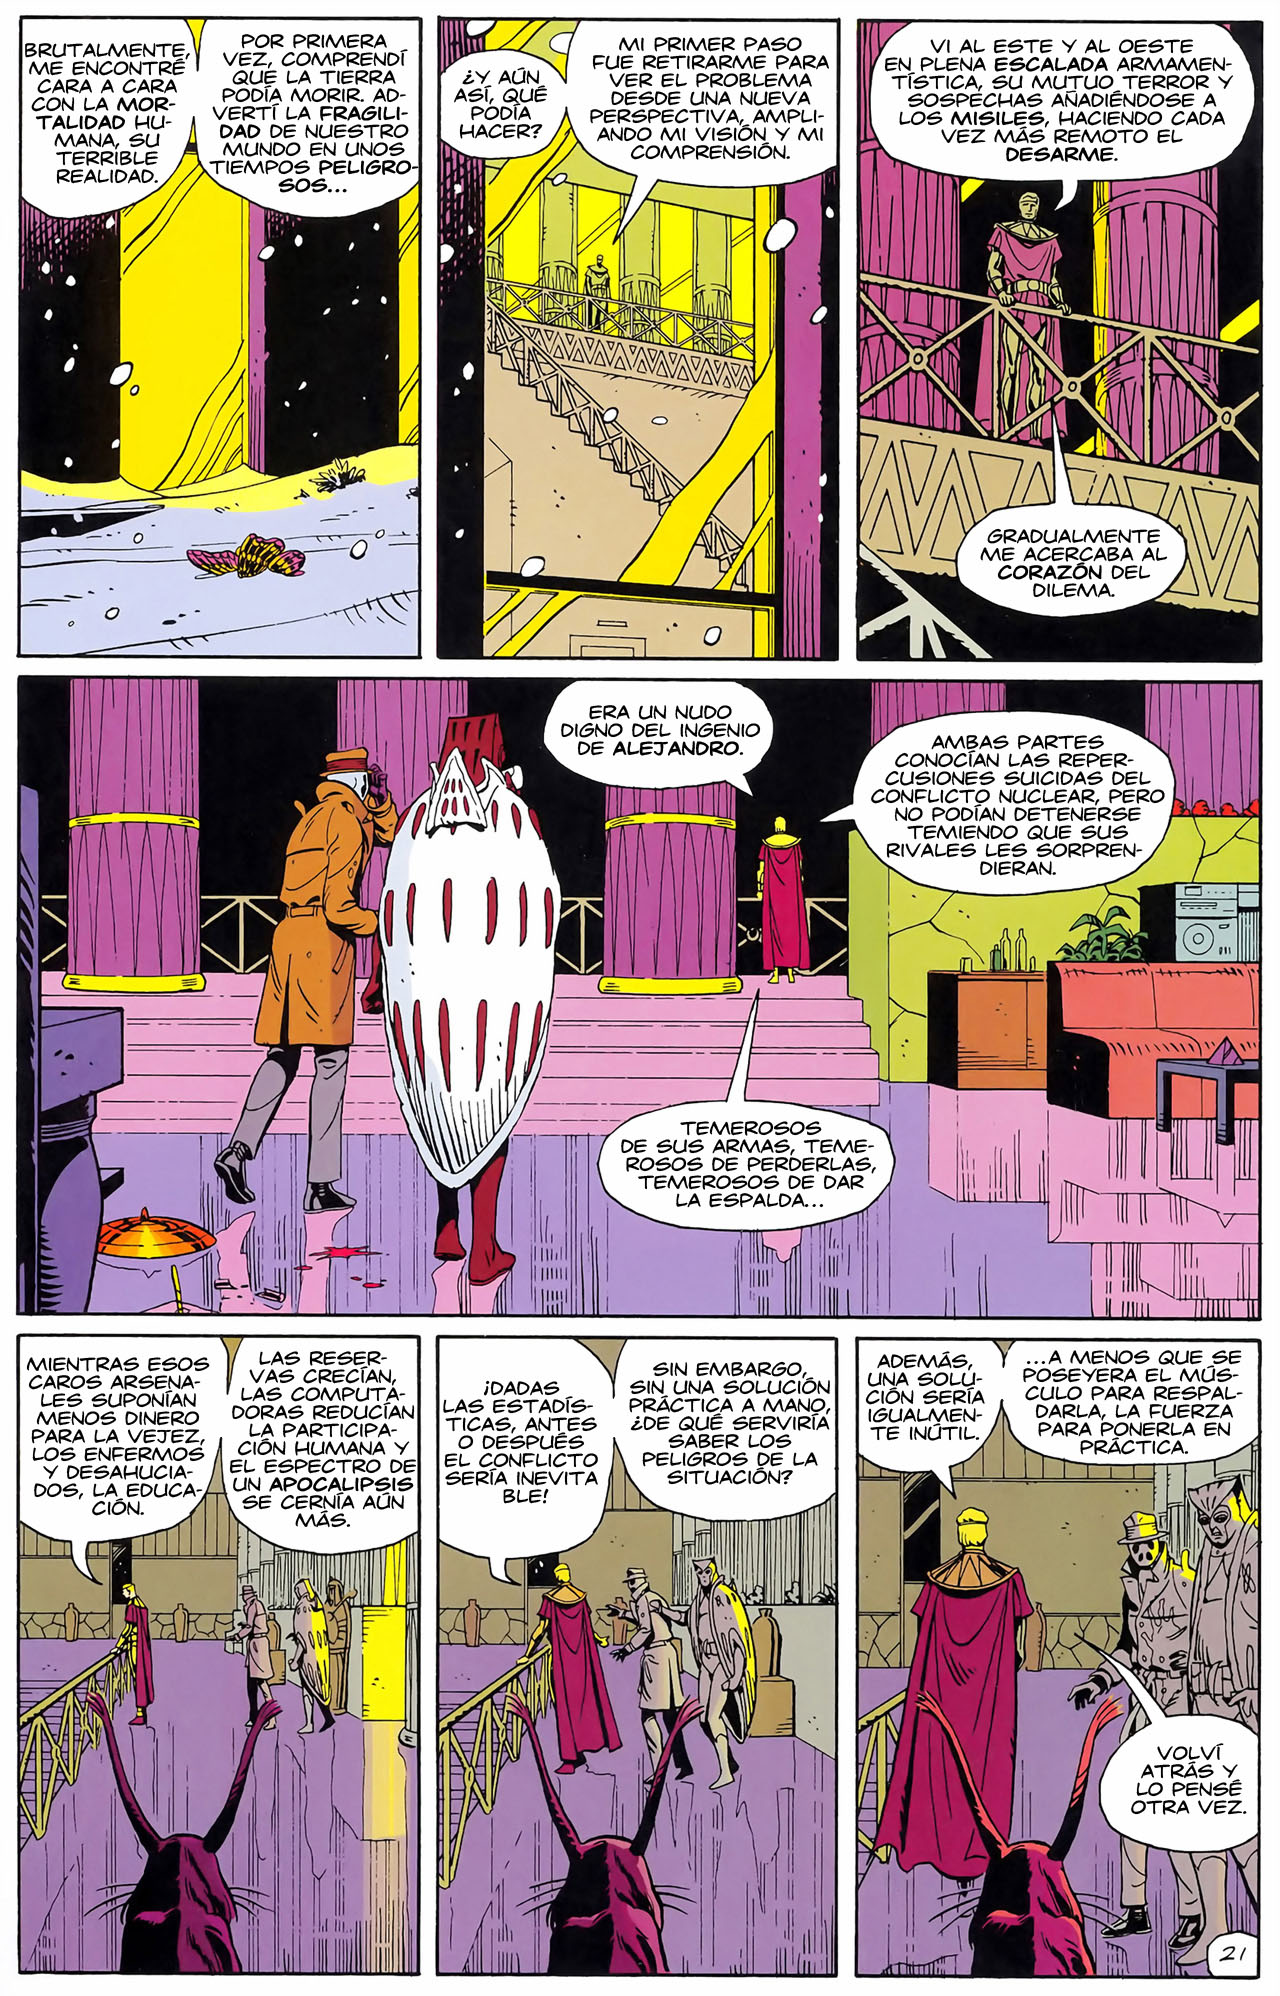 BRUTALMENTE,
ME ENCONTRÉ
CARA A CARA
CON LA MOR-
TALIDAD HU-
MANA, SU
TERRIBLE
REALIDAD.
POR PRIMERA
VEZ, COMPRENDÍ
QUE LA TIERRA
PODÍA MORIR. AD-
VERTÍ LA FRAGILI-
DAD DE NUESTRO
MUNDO EN UNOS
TIEMPOS PELIGRO-
SOS...
¿Y AÚN
ASÍ, QUÉ
PODÍA
HACER?
MI PRIMER PASO
FUE RETIRARME PARA
VER EL PROBLEMA
DESDE UNA NUEVA
PERSPECTIVA, AMPLI-
ANDO MI VISIÓN Y MI
COMPRENSIÓN.
VI AL ESTE Y AL OESTE
EN PLENA ESCALADA ARMAMEN-
TÍSTICA, SU MUTUO TERROR Y
SOSPECHAS AÑADIÉNDOSE A
LOS MISILES, HACIENDO CADA
VEZ MÁS REMOTO EL
DESARME.
GRADUALMENTE
ME ACERCABA AL
CORAZÓN DEL
DILEMA.
ERA UN NUDO
DIGNO DEL INGENIO
DE ALEJANDRO.
AMBAS PARTES
CONOCÍAN LAS REPER-
CUSIONES SUICIDAS DEL
CONFLICTO NUCLEAR, PERO
NO PODÍAN DETENERSE
TEMIENDO QUE SUS
RIVALES LES SORPREN-
DIERAN.
TEMEROSOS
DE SUS ARMAS, TEME-
ROSOS DE PERDERLAS,
TEMEROSOS DE DAR
LA ESPALDA...
MIENTRAS ESOS
CAROS ARSENA-
LES SUPONÍAN
MENOS DINERO
PARA LA VEJEZ,
LOS ENFERMOS
Y DESAHUCIA-
DOS, LA EDUCA-
CIÓN.
LAS RESER-
VAS CRECÍAN,
LAS COMPUTA-
DORAS REDUCÍAN
LA PARTICIPA-
CIÓN HUMANA Y
EL ESPECTRO DE
UN APOCALIPSIS
SE CERNÍA AÚN
MÁS.
¡DADAS
LAS ESTADÍS-
TICAS, ANTES
O DESPUÉS
EL CONFLICTO
SERÍA INEVITA
BLE!
SIN EMBARGO,
SIN UNA SOLUCIÓN
PRÁCTICA A MANO,
¿DE QUÉ SERVIRÍA
SABER LOS
PELIGROS DE LA
SITUACIÓN?
ADEMÁS,
UNA SOLU-
CIÓN SERÍA
IGUALMEN-
TE INÚTIL.
...A MENOS QUE SE
POSEYERA EL MÚS-
CULO PARA RESPAL-
DARLA, LA FUERZA
PARA PONERLA EN
PRÁCTICA.
VOLVÍ
ATRÁS Y
LO PENSÉ
OTRA VEZ.
21